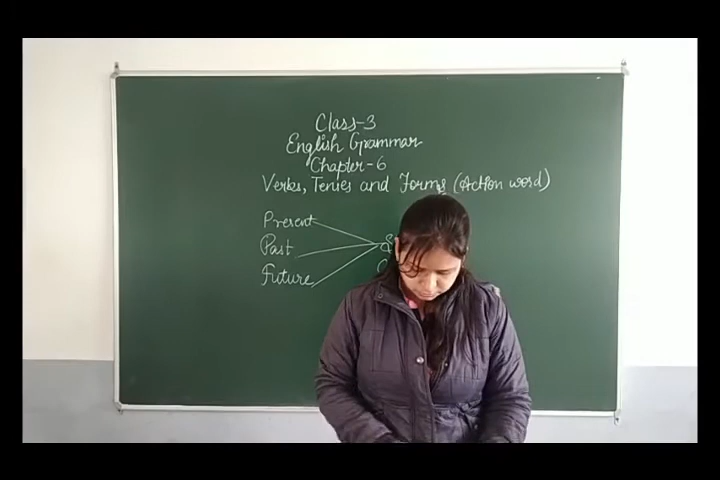 Class-3
English Grammar
Chapter-6
Verbs, Tenses and Forms (Action word)
Present
Past
Future